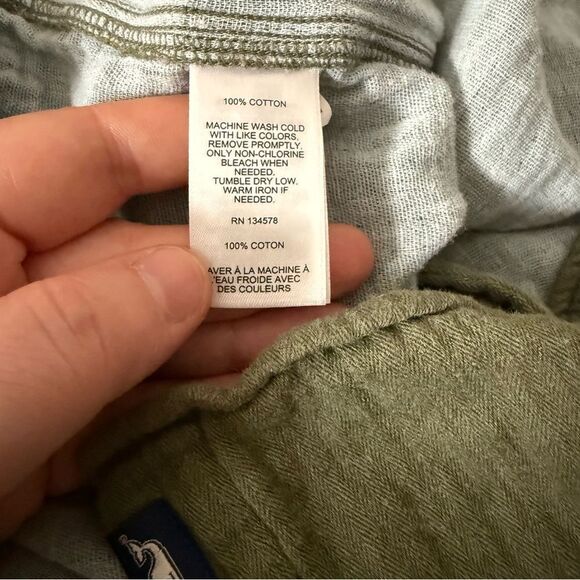 100% COTTON
MACHINE WASH COLD
WITH LIKE COLORS.
REMOVE PROMPTLY.
ONLY NON-CHLORINE
BLEACH WHEN
NEEDED.
TUMBLE DRY LOW.
WARM IRON IF
NEEDED.
RN 134578
100% COTTON
AVER À LA MACHINE À
L'EAU FROIDE AVEC
DES COULEURS